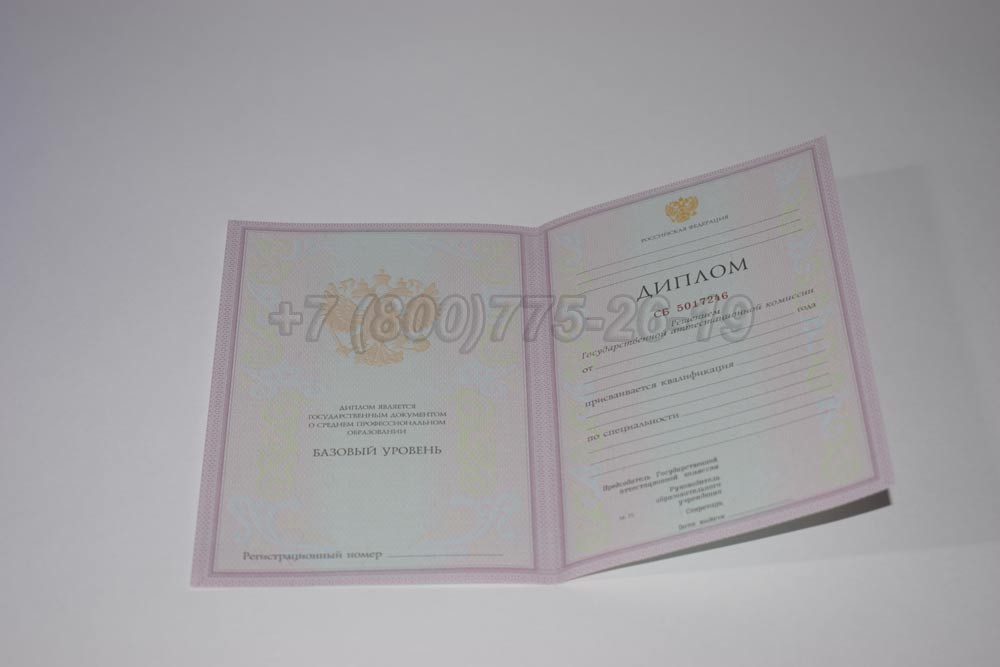 +7 (800)775-26-19
ДИПЛОМ ЯВЛЯЕТСЯ
ГОСУДАРСТВЕННЫМ ДОКУМЕНТОМ
О СРЕДНЕМ ПРОФЕССИОНАЛЬНОМ
ОБРАЗОВАНИИ
БАЗОВЫЙ УРОВЕНЬ
Регистрационный номер
РОССИЙСКАЯ ФЕДЕРАЦИЯ
ДИПЛОМ
СБ 5017246
Решением
Государственной аттестационной комиссии
от года
присваивается квалификация
по специальности
Председатель Государственной
аттестационной комиссии
Руководитель
образовательного
учреждения
Секретарь
М.П.
Дата выдачи